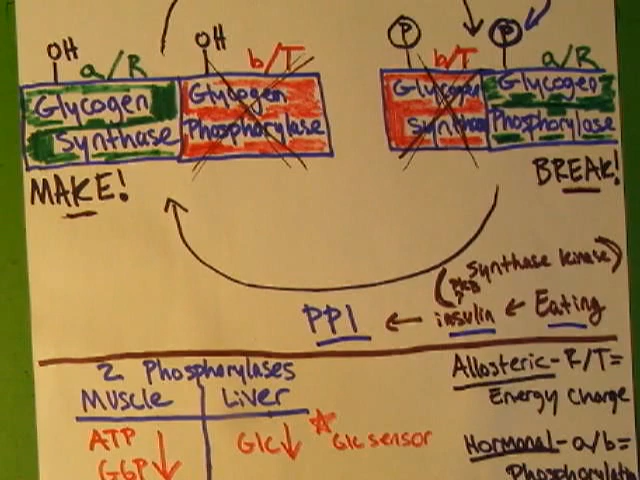 OH
OH
P
P
a/R
b/T
b/T
a/R
Glycogen
Synthase
Glycogen
Phosphorylase
Glycogen
Synthase
Glycogen
Phosphorylase
MAKE!
BREAK!
(PKB ? Synthase kinase)
PP1 ← insulin ← Eating
2 Phosphorylases
Muscle
Liver
ATP
G6P ↓
Glc ↓
☆ Glc sensor
Allosteric - R/T =
Energy Charge
Hormonal - a/b =
Phosphorylatin